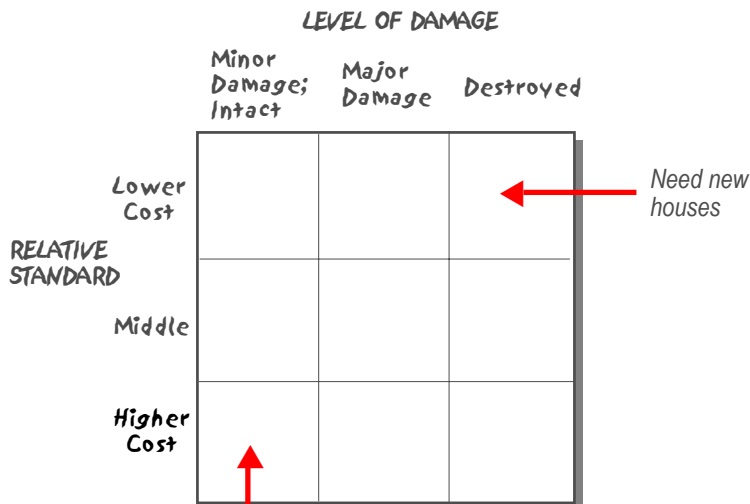 LEVEL OF DAMAGE
Minor
Damage;
Intact
Major
Damage
Destroyed
Lower
Cost
Need new
houses
RELATIVE
STANDARD
Middle
Higher
Cost